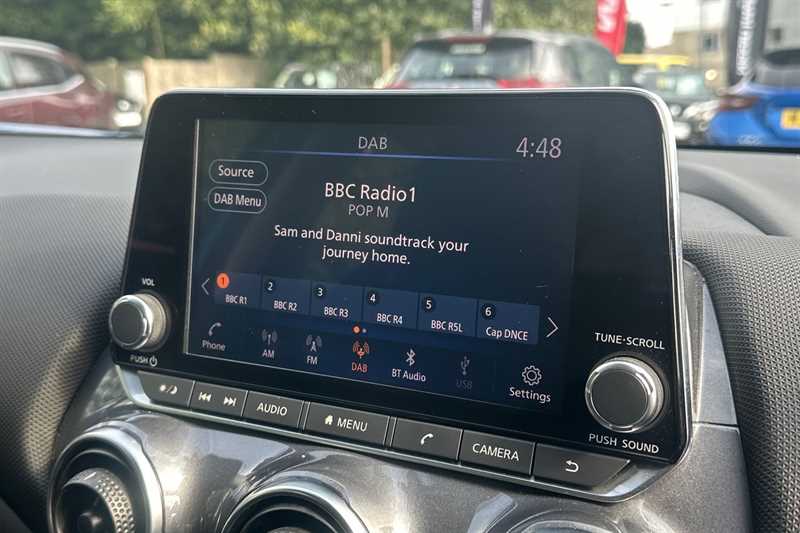 DAB
4:48
Source
DAB Menu
BBC Radio1
POP M
Sam and Danni soundtrack your
journey home.
1
BBC R1
2
BBC R2
3
BBC R3
4
BBC R4
5
BBC R5L
6
Cap DNCE
Phone
AM
FM
DAB
BT Audio
USB
Settings
VOL
PUSH
TUNE·SCROLL
PUSH SOUND
AUDIO
MENU
CAMERA